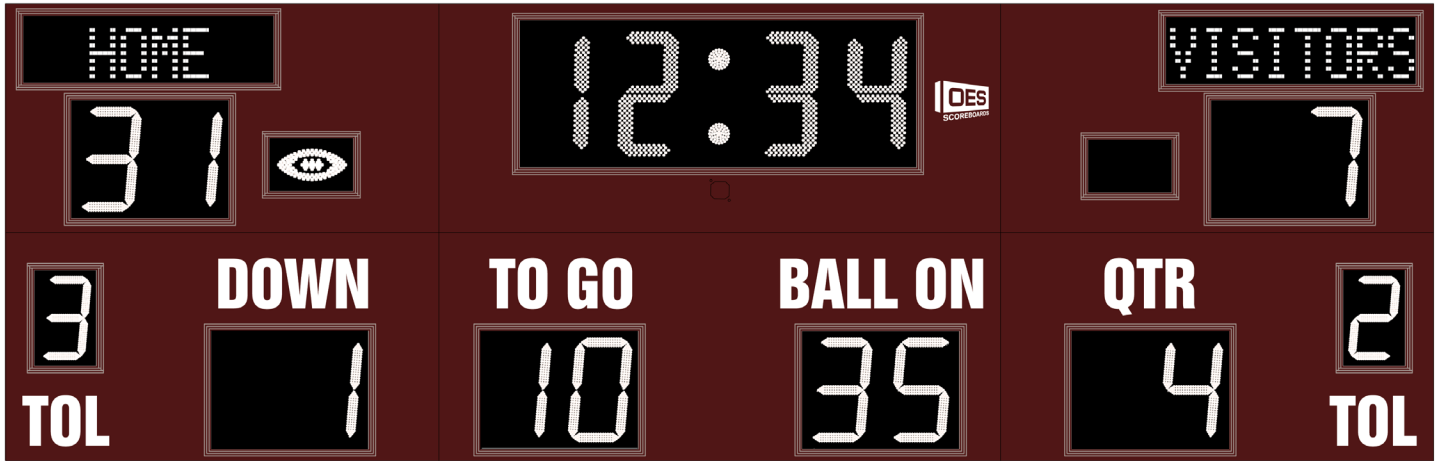 HOME
12:34
VISITORS
31
7
OES
SCOREBOARDS
3
TOL
DOWN
1
TO GO
10
BALL ON
35
QTR
4
2
TOL